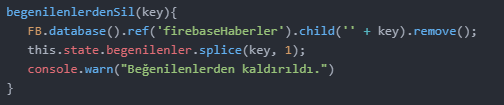 begenilenlerdenSil(key){
FB.database().ref('firebaseHaberler').child('' + key).remove();
this.state.begenilenler.splice(key, 1);
console.warn("Beğenilenlerden kaldırıldı.")
}